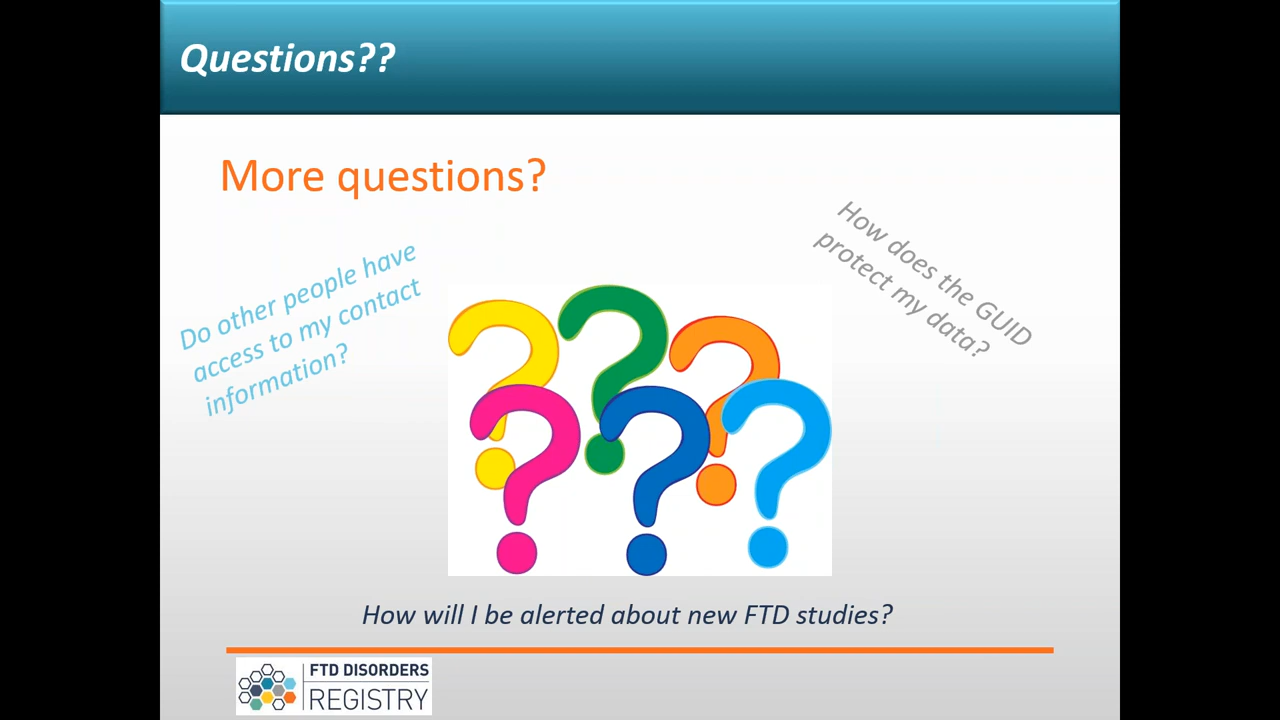 Questions??
More questions?
Do other people have
access to my contact
information?
How does the GUID
protect my data?
How will I be alerted about new FTD studies?
FTD DISORDERS
REGISTRY